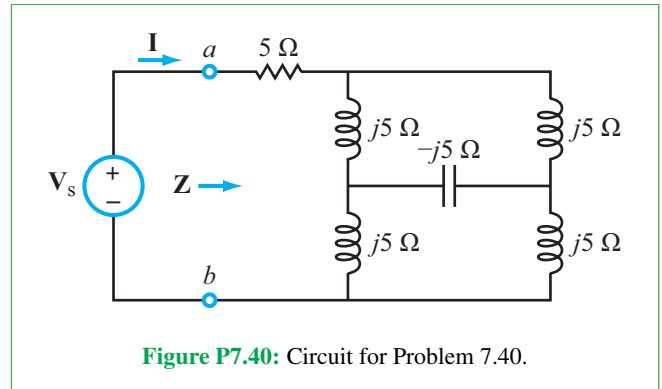 I a 5 Ω
j5 Ω j5 Ω
−j5 Ω
Vs + − Z
j5 Ω j5 Ω
b
Figure P7.40: Circuit for Problem 7.40.